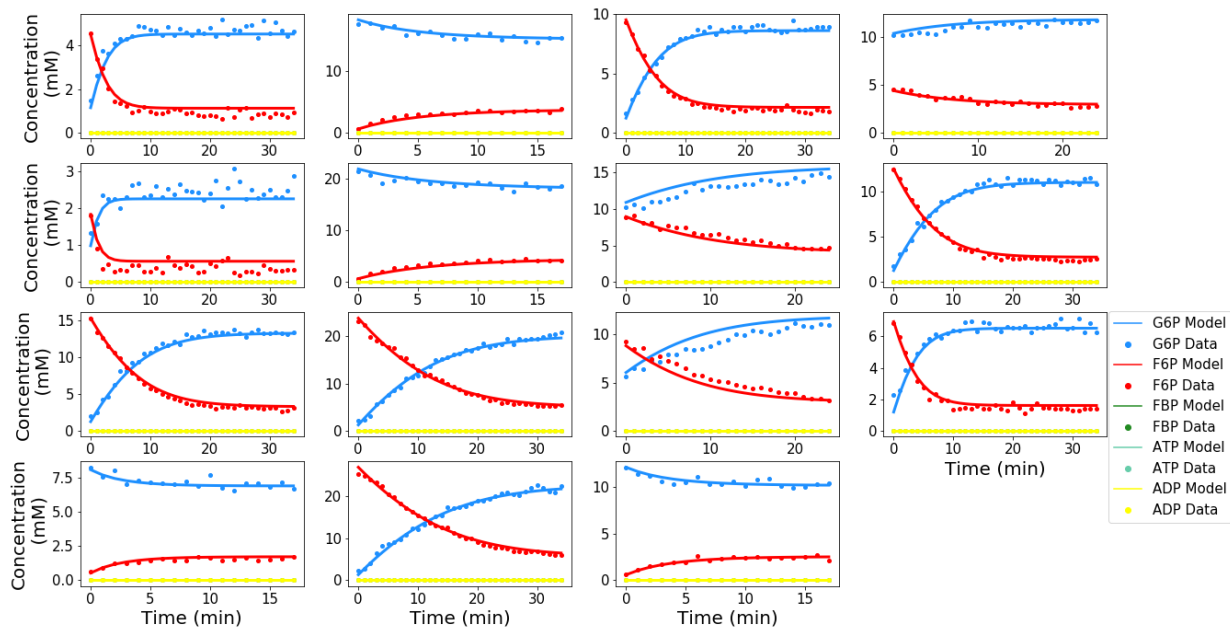 Concentration
(mM)
4
2
0
0 10 20 30
10
0
0 5 10 15
10
5
0
0 10 20 30
10
5
0
0 10 20
Concentration
(mM)
3
2
1
0
0 10 20 30
20
10
0
0 5 10 15
15
10
5
0
0 10 20
10
5
0
0 10 20 30
Concentration
(mM)
15
10
5
0
0 10 20 30
20
10
0
0 10 20 30
10
5
0
0 10 20
6
4
2
0
0 10 20 30
Time (min)
G6P Model
G6P Data
F6P Model
F6P Data
FBP Model
FBP Data
ATP Model
ATP Data
ADP Model
ADP Data
Concentration
(mM)
7.5
5.0
2.5
0.0
0 5 10 15
Time (min)
20
10
0
0 10 20 30
Time (min)
10
5
0
0 5 10 15
Time (min)